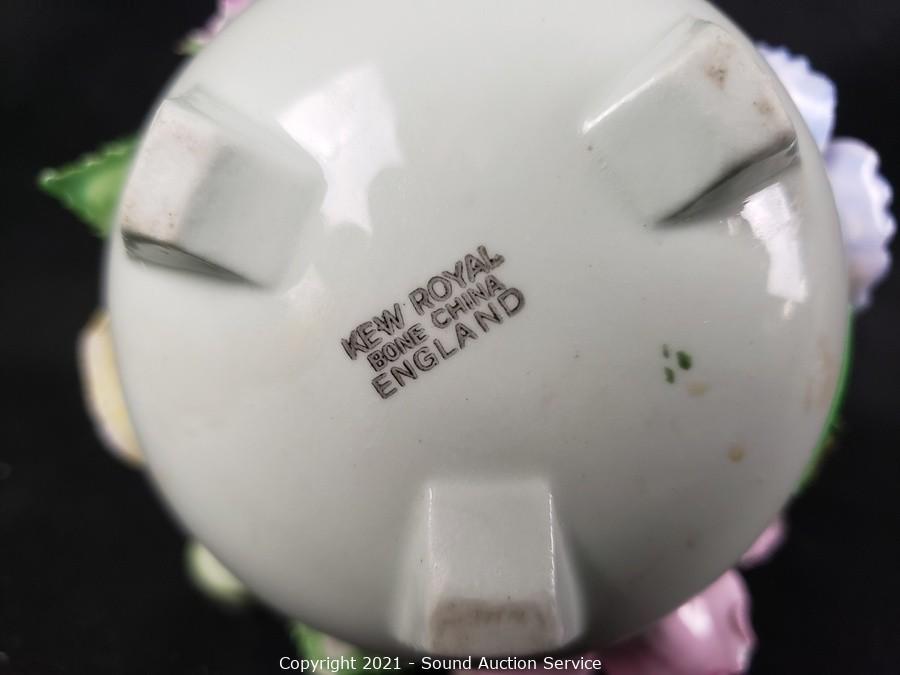 KEW ROYAL
BONE CHINA
ENGLAND
Copyright 2021 - Sound Auction Service